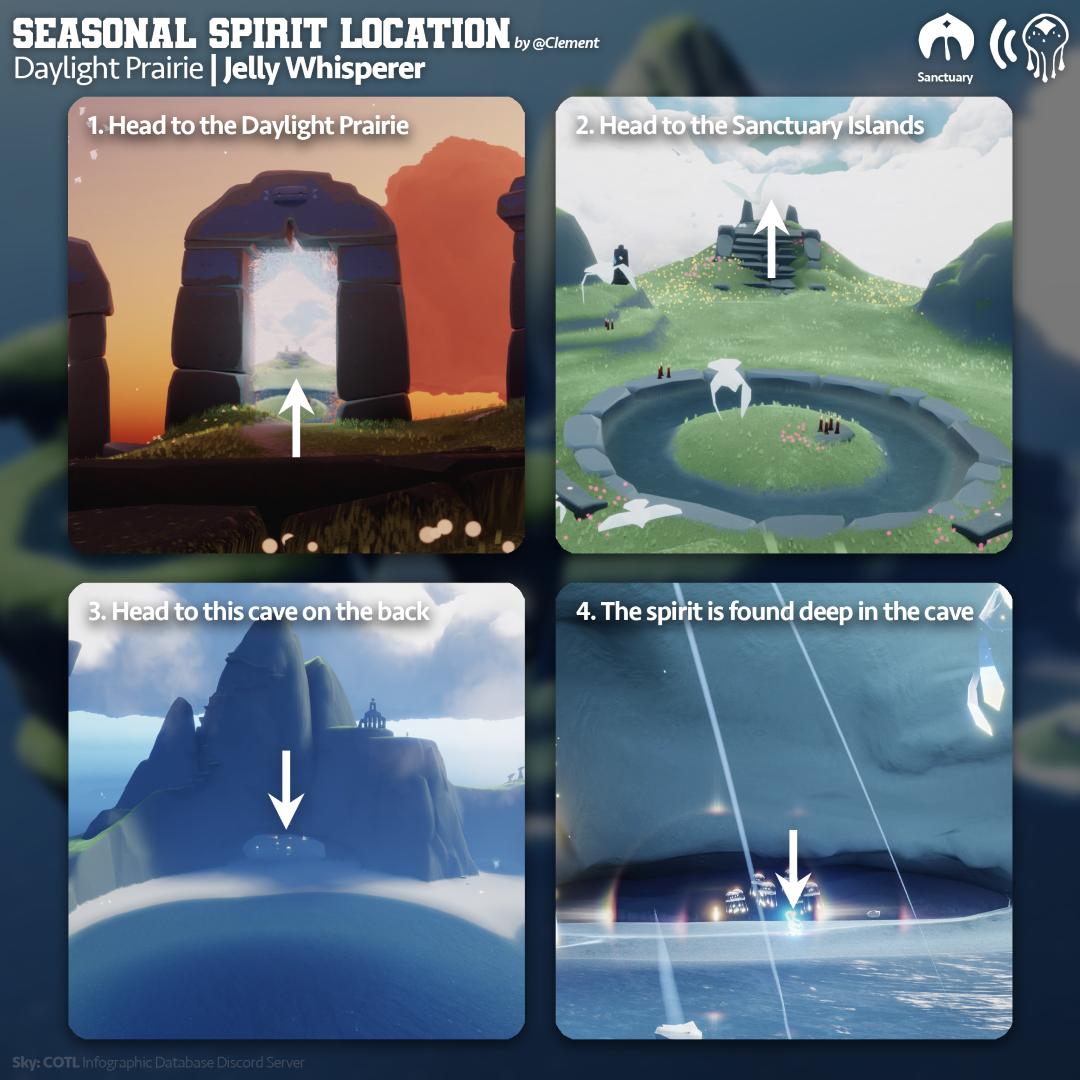 SEASONAL SPIRIT LOCATION by @Clement
Daylight Prairie | Jelly Whisperer
Sanctuary
1. Head to the Daylight Prairie
2. Head to the Sanctuary Islands
3. Head to this cave on the back
4. The spirit is found deep in the cave
Sky: COTL Infographic Database Discord Server